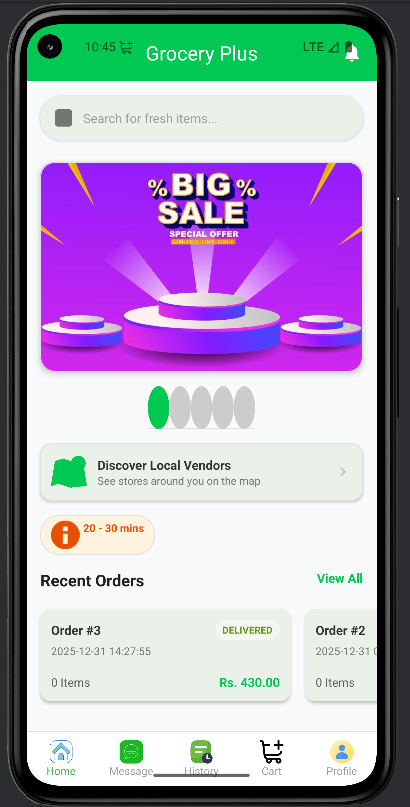 10:45
LTE
Grocery Plus
Search for fresh items...
% BIG %
SALE
SPECIAL OFFER
LIMITED TIME ONLY
Discover Local Vendors
See stores around you on the map
20 - 30 mins
Recent Orders
View All
Order #3
DELIVERED
2025-12-31 14:27:55
0 Items
Rs. 430.00
Order #2
2025-12-31 0
0 Items
Home
Message
History
Cart
Profile